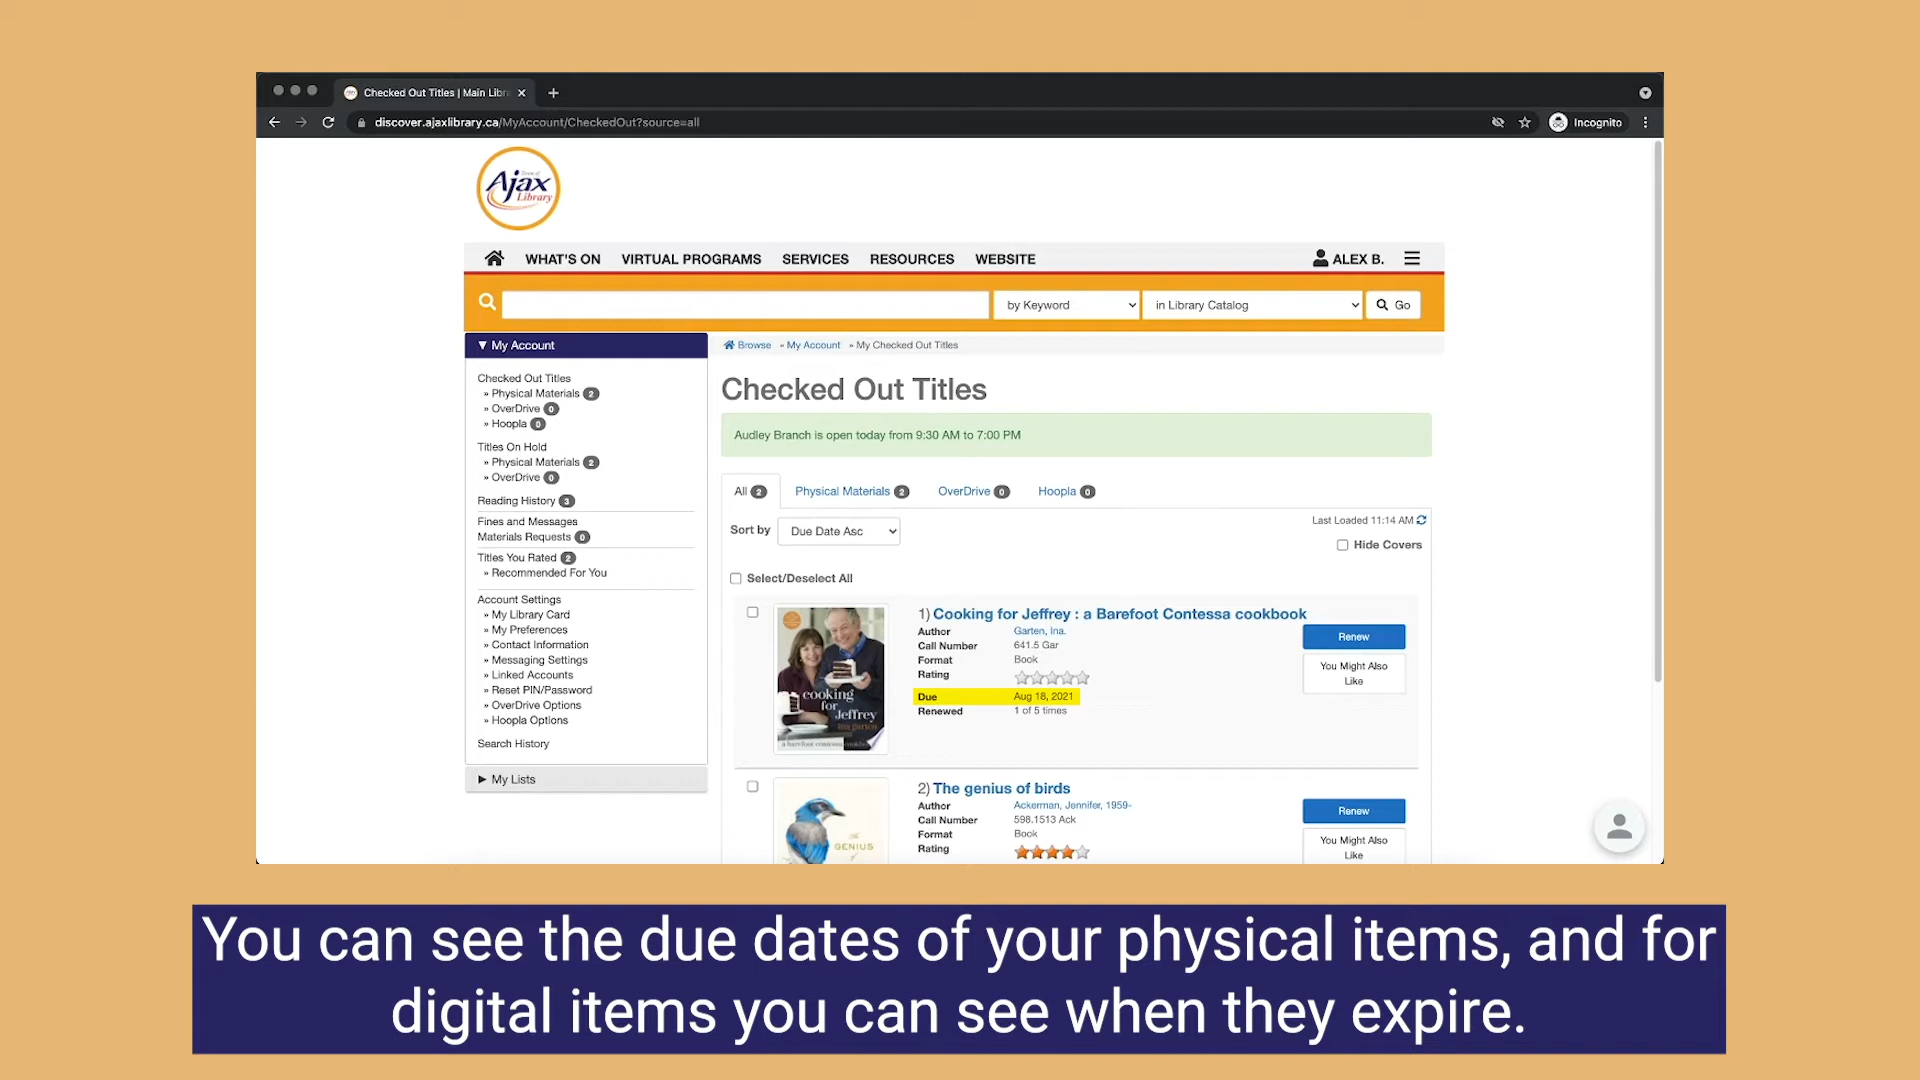 Checked Out Titles | Main Libr
discover.ajaxlibrary.ca/MyAccount/CheckedOut?source=all
Incognito
Town of
Ajax
Library
WHAT'S ON VIRTUAL PROGRAMS SERVICES RESOURCES WEBSITE ALEX B.
by Keyword in Library Catalog Go
▼ My Account
Checked Out Titles
» Physical Materials 2
» OverDrive 0
» Hoopla 0
Titles On Hold
» Physical Materials 2
» OverDrive 0
Reading History 3
Fines and Messages
Materials Requests 0
Titles You Rated 2
» Recommended For You
Account Settings
» My Library Card
» My Preferences
» Contact Information
» Messaging Settings
» Linked Accounts
» Reset PIN/Password
» OverDrive Options
» Hoopla Options
Search History
► My Lists
Browse » My Account » My Checked Out Titles
Checked Out Titles
Audley Branch is open today from 9:30 AM to 7:00 PM
All 2 Physical Materials 2 OverDrive 0 Hoopla 0
Last Loaded 11:14 AM
Sort by Due Date Asc
Hide Covers
Select/Deselect All
cooking
for
Jeffrey
ina garten
a barefoot contessa cookbook
1) Cooking for Jeffrey : a Barefoot Contessa cookbook
Author Garten, Ina.
Call Number 641.5 Gar
Format Book
Rating
Due Aug 18, 2021
Renewed 1 of 5 times
Renew
You Might Also
Like
The
GENIUS
2) The genius of birds
Author Ackerman, Jennifer, 1959-
Call Number 598.1513 Ack
Format Book
Rating
Renew
You Might Also
Like
You can see the due dates of your physical items, and for
digital items you can see when they expire.